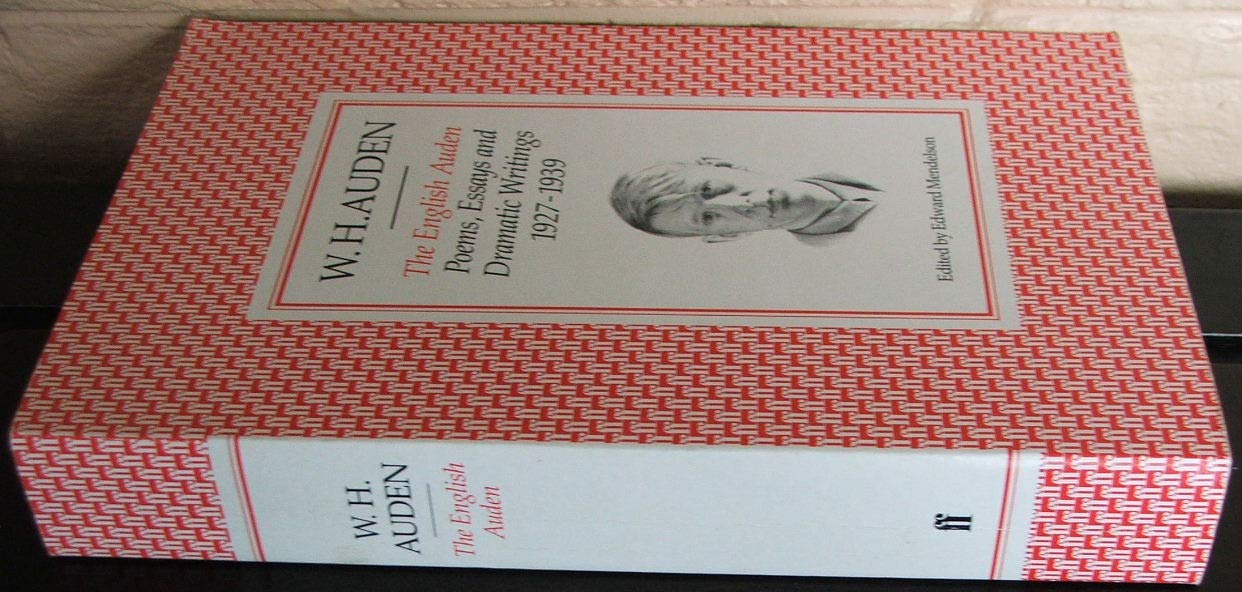 W.H.AUDEN
The English Auden
Poems, Essays and
Dramatic Writings
1927-1939
Edited by Edward Mendelson
W. H.
AUDEN
The English
Auden
ff